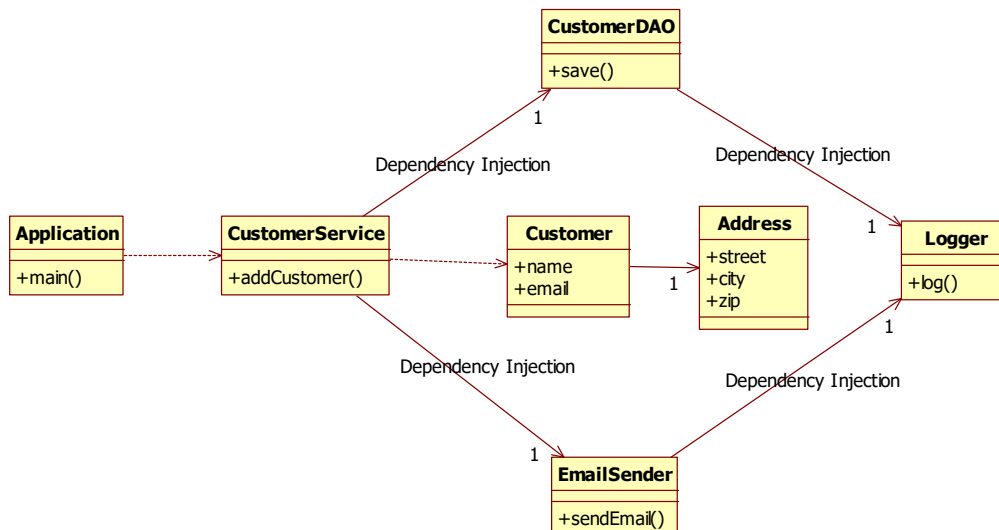 CustomerDAO
+save()
1
Dependency Injection
Dependency Injection
1
Application
+main()
CustomerService
+addCustomer()
Customer
+name
+email
1
Address
+street
+city
+zip
Logger
+log()
1
Dependency Injection
Dependency Injection
1
EmailSender
+sendEmail()